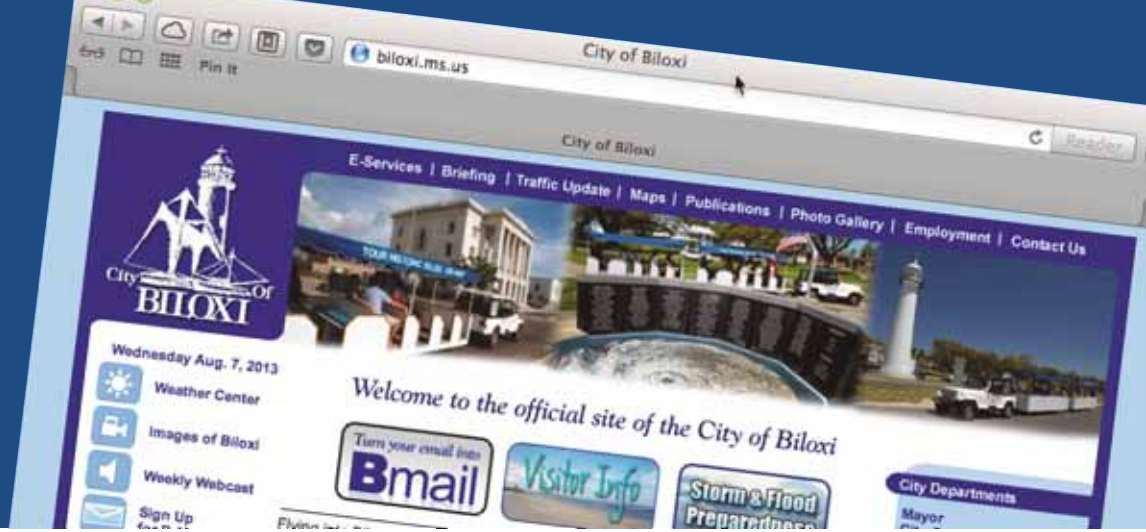 City of Biloxi
biloxi.ms.us
Reader
Pin It
City of Biloxi
E-Services | Briefing | Traffic Update | Maps | Publications | Photo Gallery | Employment | Contact Us
City Of
BILOXI
TOUR HISTORIC
Wednesday Aug. 7, 2013
Weather Center
Images of Biloxi
Weekly Webcast
Sign Up
Welcome to the official site of the City of Biloxi
Turn your email into
Bmail
Visitor Info
Storm & Flood
Preparedness
City Departments
Mayor
Flying into